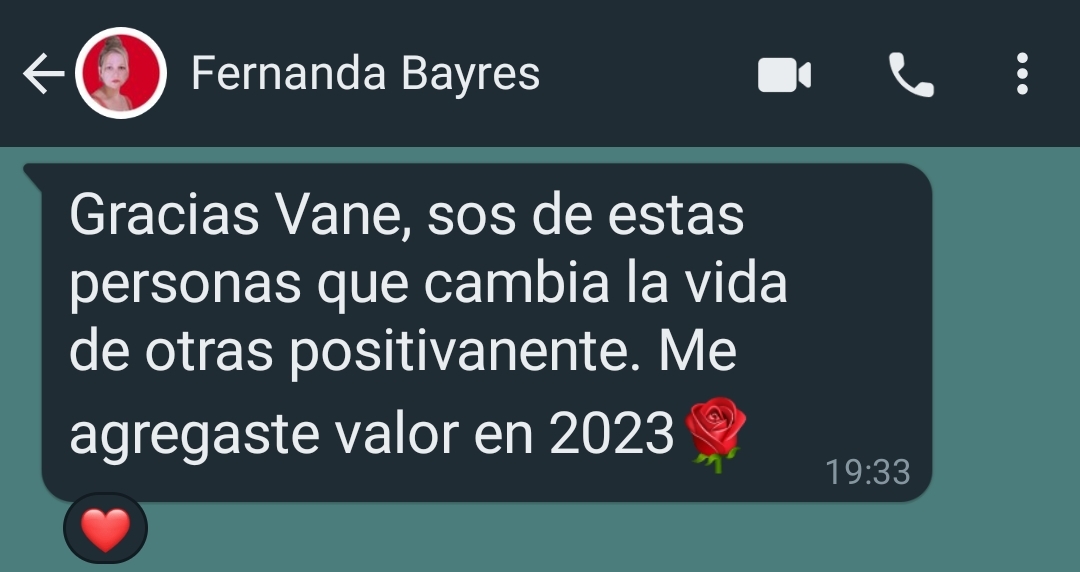 Fernanda Bayres
Gracias Vane, sos de estas
personas que cambia la vida
de otras positivanente. Me
agregaste valor en 2023🌹
19:33
❤️